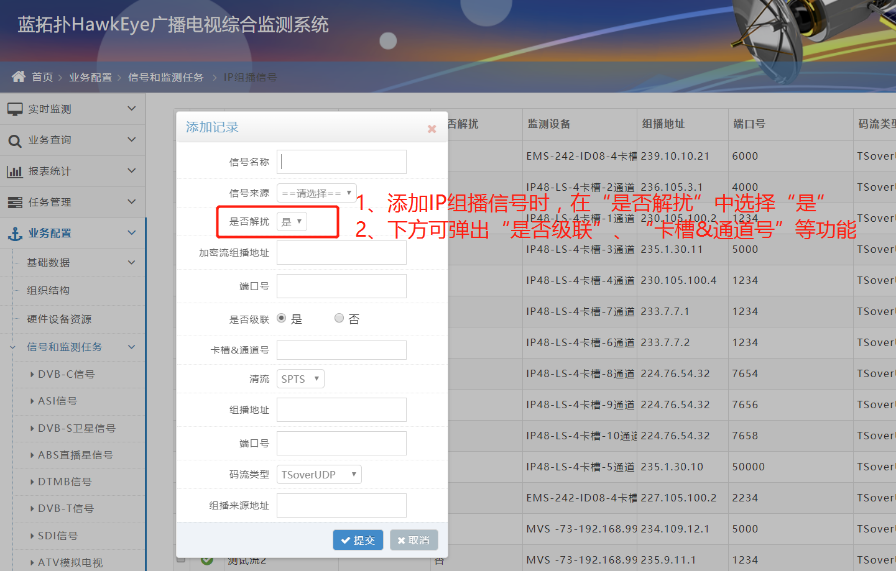 蓝拓扑HawkEye广播电视综合监测系统
首页 > 业务配置 > 信号和监测任务 > IP组播信号
实时监测
业务查询
报表统计
任务管理
业务配置
基础数据
组织结构
硬件设备资源
信号和监测任务
DVB-C信号
ASI信号
DVB-S卫星信号
ABS直播星信号
DTMB信号
DVB-T信号
SDI信号
ATV模拟电视
添加记录
信号名称
信号来源 ==请选择==
是否解扰 是
加密流组播地址
端口号
是否级联 是 否
卡槽&通道号
清流 SPTS
组播地址
端口号
码流类型 TSoverUDP
组播来源地址
提交 取消
1、添加IP组播信号时，在“是否解扰”中选择“是”
2、下方可弹出“是否级联”、“卡槽&通道号”等功能
否解扰 监测设备 组播地址 端口号 码流类型
EMS-242-ID08-4卡槽 239.10.10.21 6000 TSoverU
IP48-LS-4卡槽-2通道 236.105.3.1 4000 TSoverU
IP48-LS-4卡槽-1通道 230.105.100.2 1234 TSoverU
IP48-LS-4卡槽-3通道 235.1.30.11 5000 TSoverU
IP48-LS-4卡槽-4通道 230.105.100.4 1234 TSoverU
IP48-LS-4卡槽-7通道 233.7.7.1 1234 TSoverU
IP48-LS-4卡槽-6通道 233.7.7.2 1234 TSoverU
IP48-LS-4卡槽-8通道 224.76.54.32 7654 TSoverU
IP48-LS-4卡槽-9通道 224.76.54.32 7656 TSoverU
IP48-LS-4卡槽-10通道 224.76.54.32 7658 TSoverU
IP48-LS-4卡槽-5通道 235.1.30.10 50000 TSoverU
EMS-242-ID08-4卡槽 227.105.100.2 2234 TSoverU
MVS -73-192.168.99 234.109.12.1 5000 TSoverU
测试流2 否 MVS -73-192.168.99 235.9.11.1 1234 TSoverU